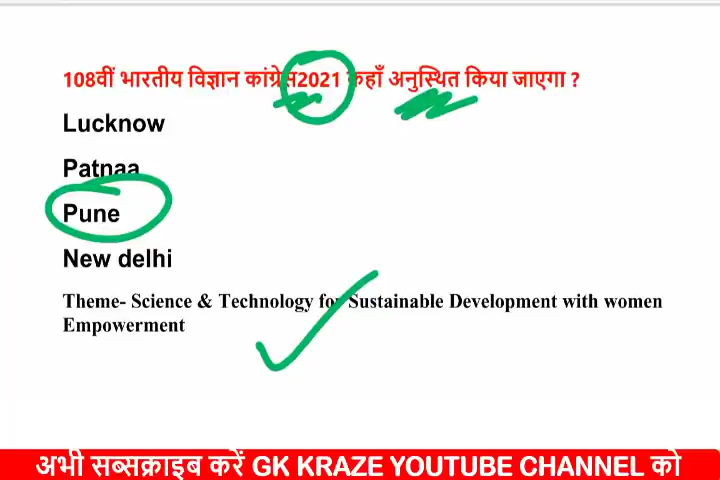 108वीं भारतीय विज्ञान कांग्रेस2021 कहाँ अनुस्थित किया जाएगा ?
Lucknow
Patnaa
Pune
New delhi
Theme- Science & Technology for Sustainable Development with women
Empowerment
अभी सब्सक्राइब करें GK KRAZE YOUTUBE CHANNEL को